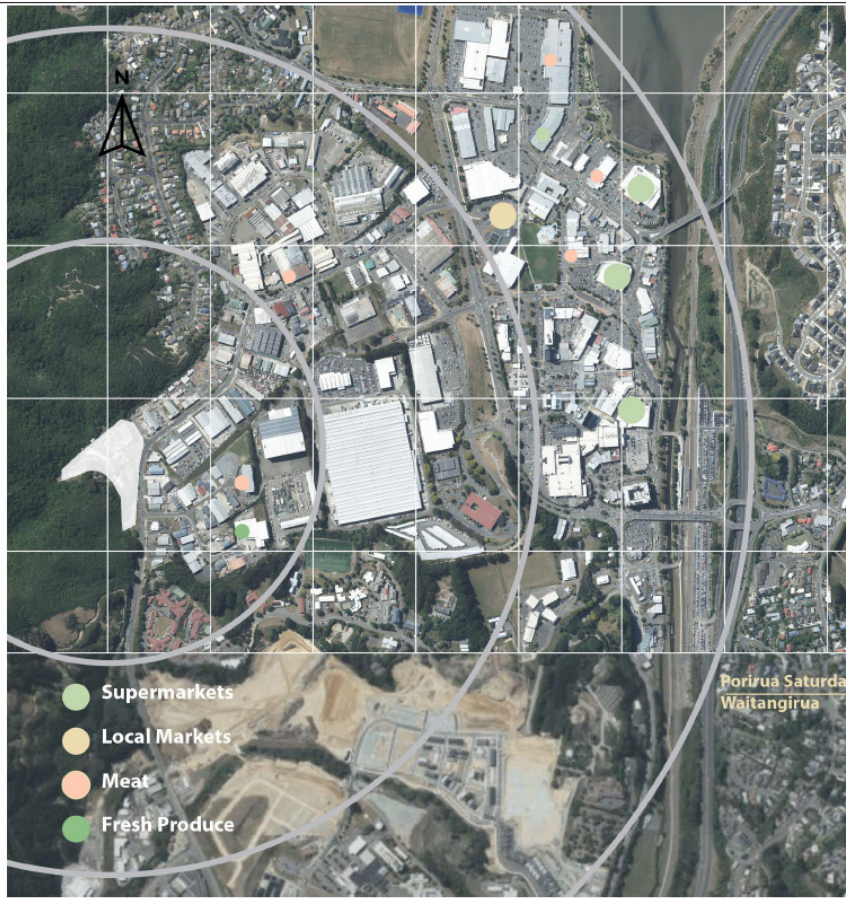 N
Supermarkets
Local Markets
Meat
Fresh Produce
Porirua Saturda
Waitangirua